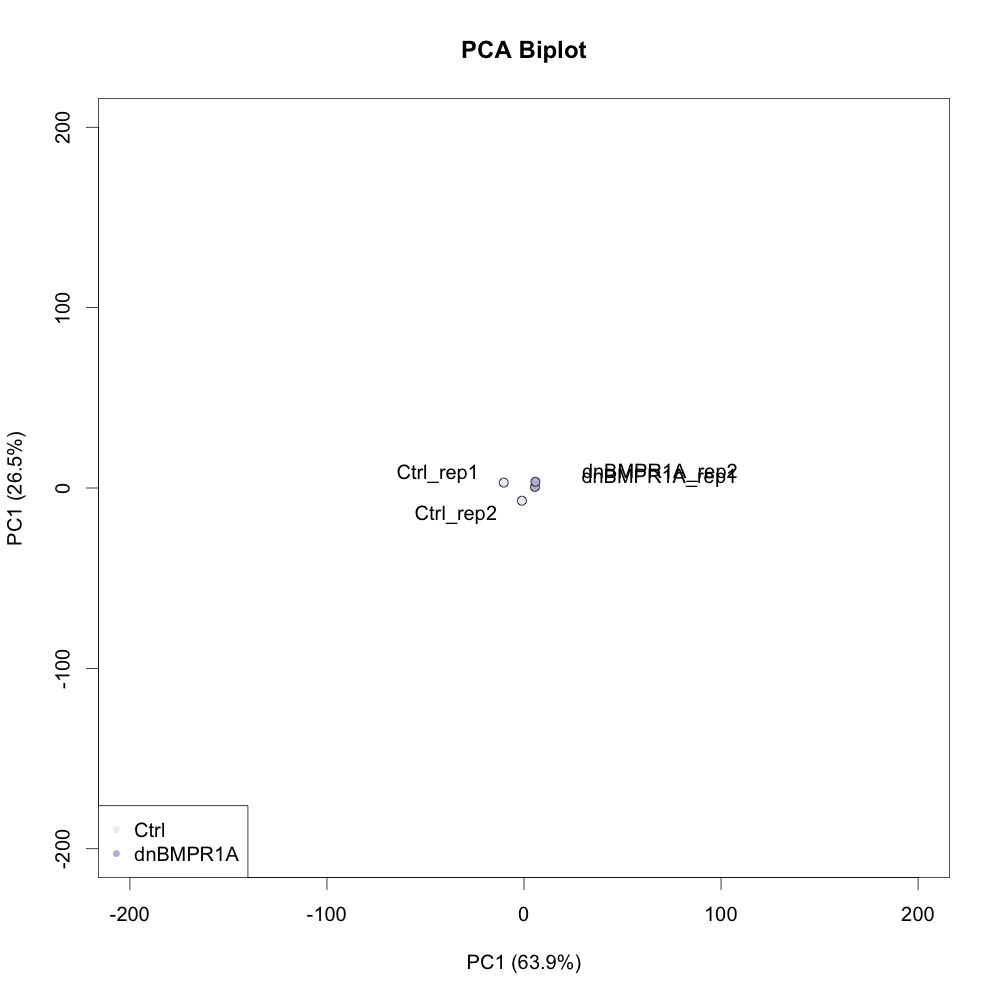 PCA Biplot
200
100
0
-100
-200
PC1 (26.5%)
Ctrl_rep1
dnBMPR1A_rep2
dnBMPR1A_rep1
Ctrl_rep2
Ctrl
dnBMPR1A
-200
-100
0
100
200
PC1 (63.9%)